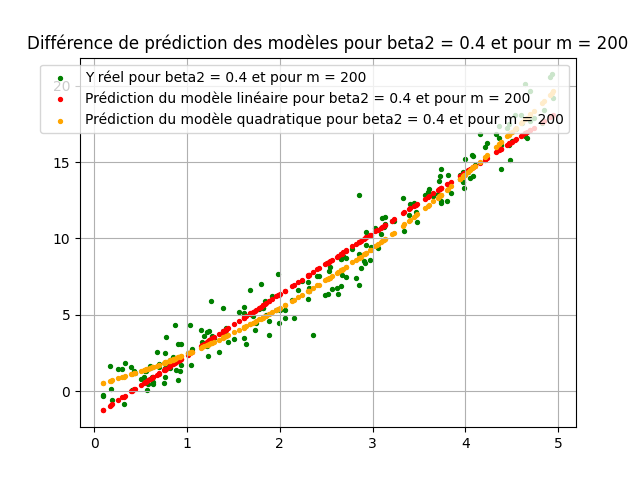 Différence de prédiction des modèles pour beta2 = 0.4 et pour m = 200
Y réel pour beta2 = 0.4 et pour m = 200
Prédiction du modèle linéaire pour beta2 = 0.4 et pour m = 200
Prédiction du modèle quadratique pour beta2 = 0.4 et pour m = 200
20
15
10
5
0
0 1 2 3 4 5